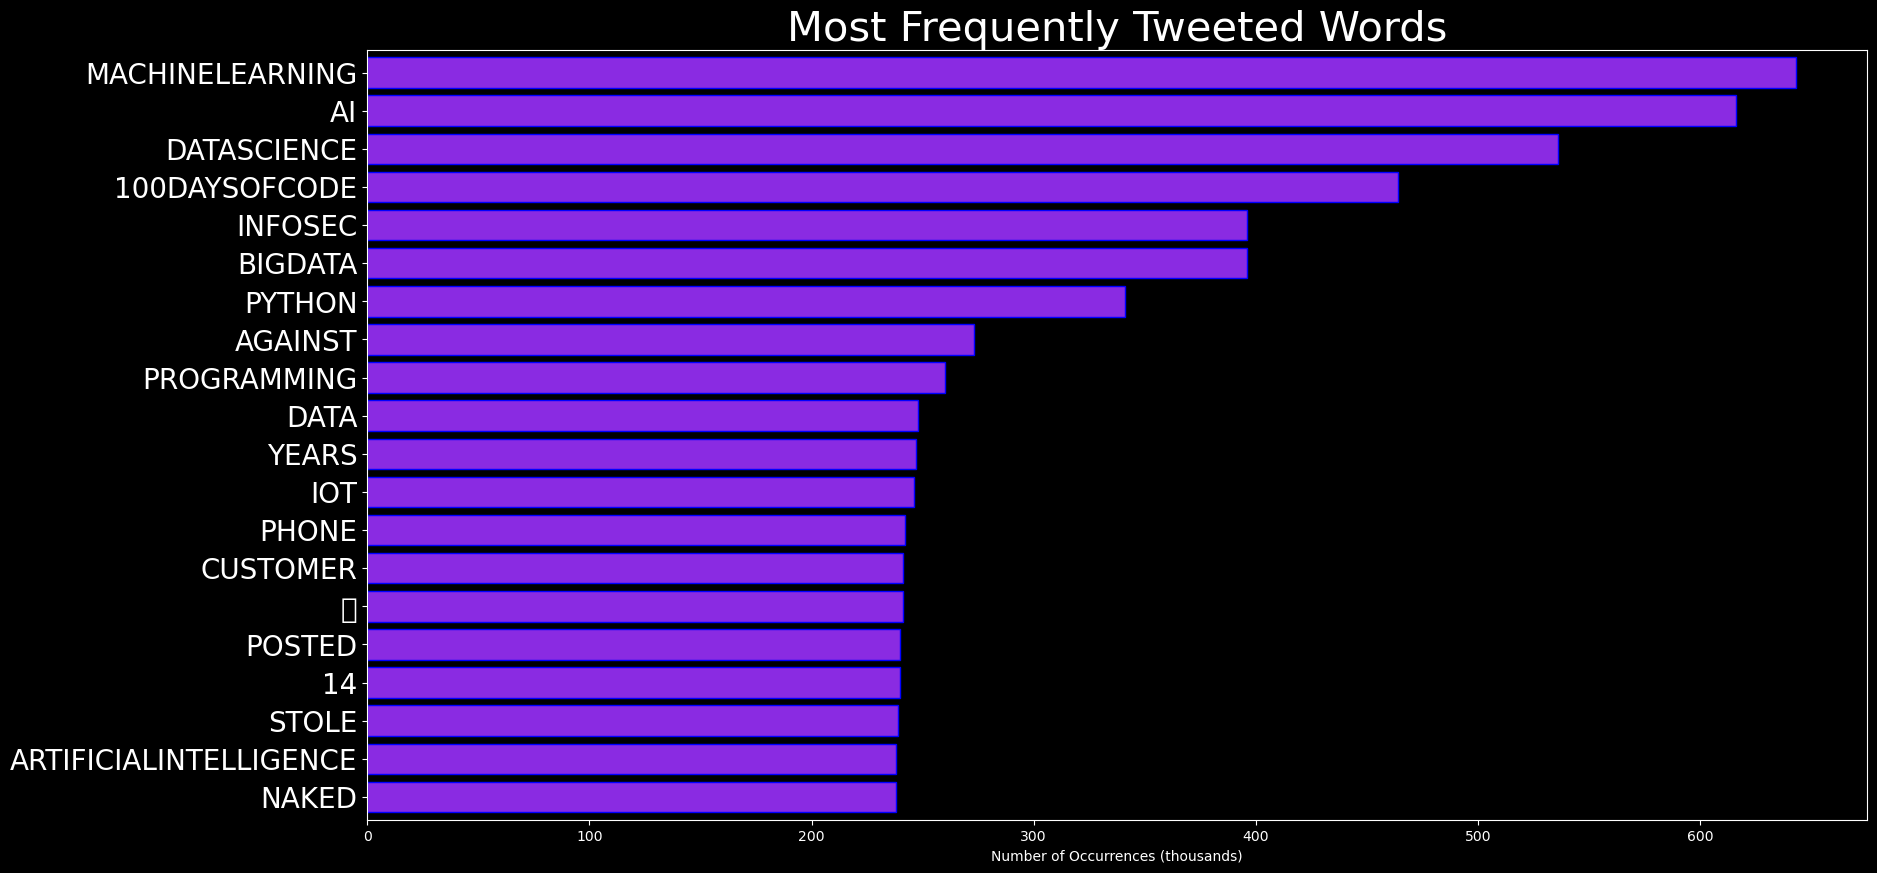 Most Frequently Tweeted Words
MACHINELEARNING
AI
DATASCIENCE
100DAYSOFCODE
INFOSEC
BIGDATA
PYTHON
AGAINST
PROGRAMMING
DATA
YEARS
IOT
PHONE
CUSTOMER
POSTED
14
STOLE
ARTIFICIALINTELLIGENCE
NAKED
0 100 200 300 400 500 600
Number of Occurrences (thousands)